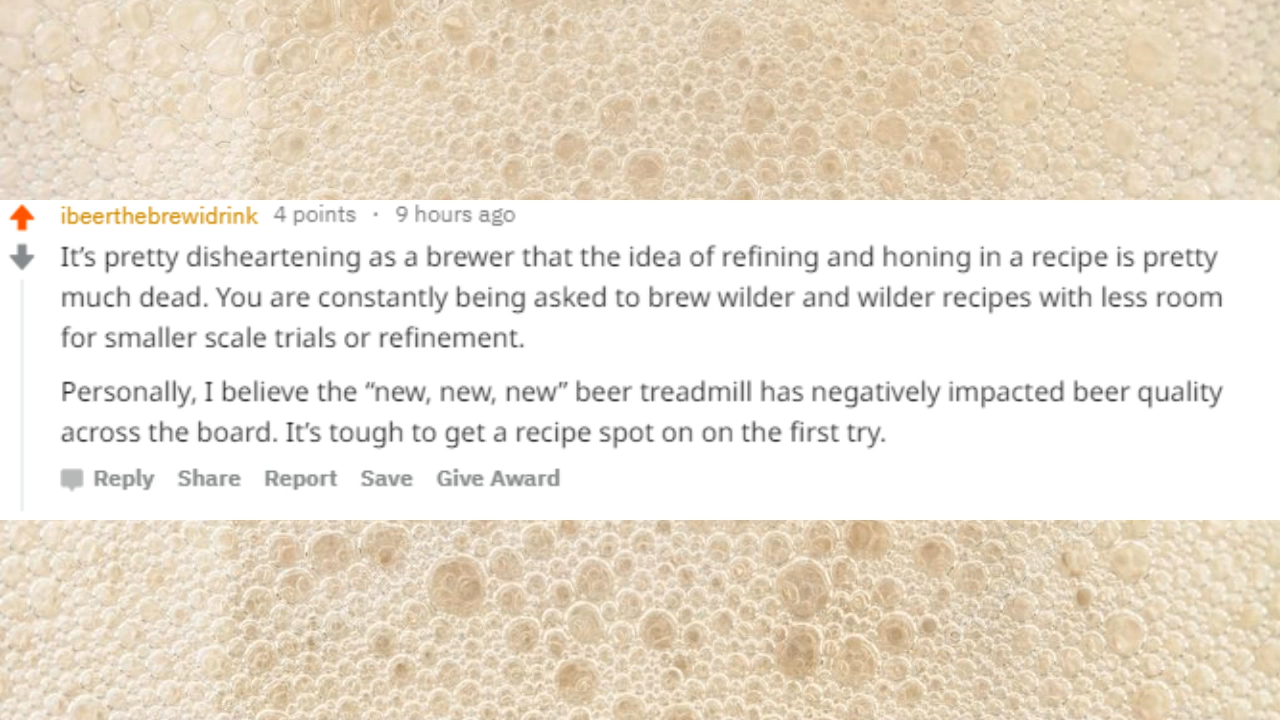 ibeerthebrewidrink 4 points · 9 hours ago
It’s pretty disheartening as a brewer that the idea of refining and honing in a recipe is pretty
much dead. You are constantly being asked to brew wilder and wilder recipes with less room
for smaller scale trials or refinement.
Personally, I believe the “new, new, new” beer treadmill has negatively impacted beer quality
across the board. It’s tough to get a recipe spot on on the first try.
Reply Share Report Save Give Award